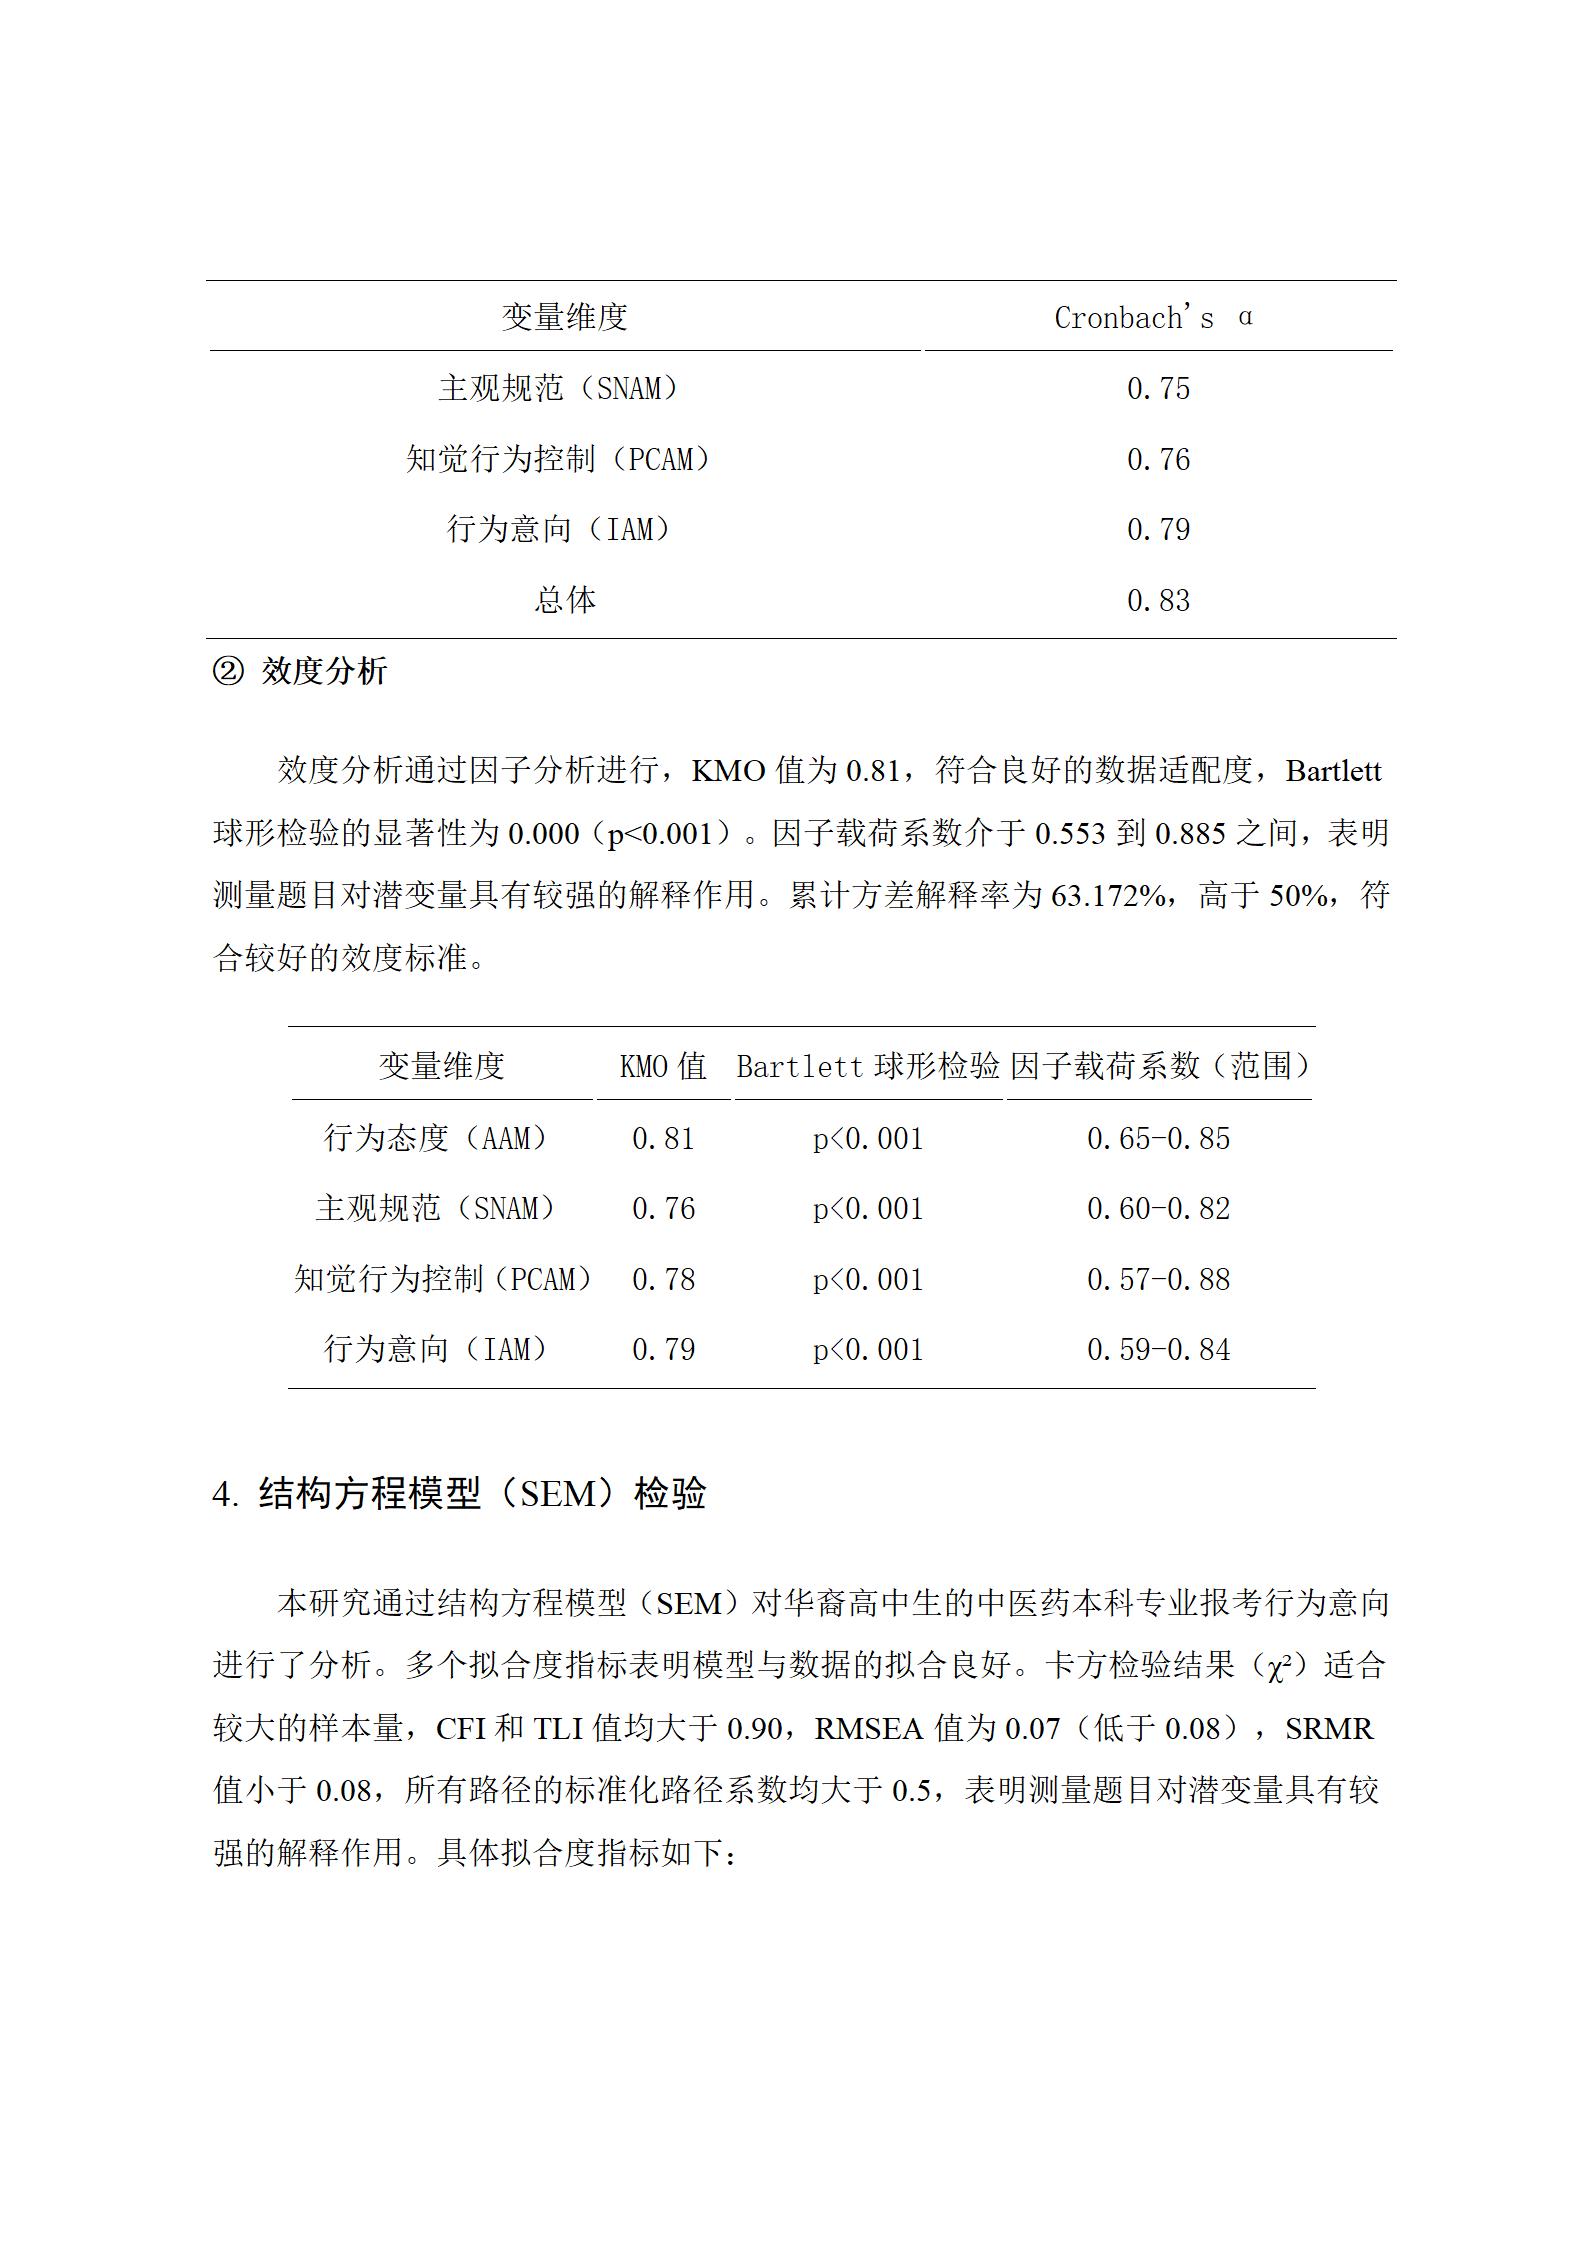 变量维度 Cronbach's α
主观规范（SNAM） 0.75
知觉行为控制（PCAM） 0.76
行为意向（IAM） 0.79
总体 0.83
② 效度分析
效度分析通过因子分析进行，KMO 值为 0.81，符合良好的数据适配度，Bartlett
球形检验的显著性为 0.000（p<0.001）。因子载荷系数介于 0.553 到 0.885 之间，表明
测量题目对潜变量具有较强的解释作用。累计方差解释率为 63.172%，高于 50%，符
合较好的效度标准。
变量维度 KMO 值 Bartlett 球形检验 因子载荷系数（范围）
行为态度（AAM） 0.81 p<0.001 0.65-0.85
主观规范（SNAM） 0.76 p<0.001 0.60-0.82
知觉行为控制（PCAM） 0.78 p<0.001 0.57-0.88
行为意向（IAM） 0.79 p<0.001 0.59-0.84
4. 结构方程模型（SEM）检验
本研究通过结构方程模型（SEM）对华裔高中生的中医药本科专业报考行为意向
进行了分析。多个拟合度指标表明模型与数据的拟合良好。卡方检验结果（χ²）适合
较大的样本量，CFI 和 TLI 值均大于 0.90，RMSEA 值为 0.07（低于 0.08），SRMR
值小于 0.08，所有路径的标准化路径系数均大于 0.5，表明测量题目对潜变量具有较
强的解释作用。具体拟合度指标如下：